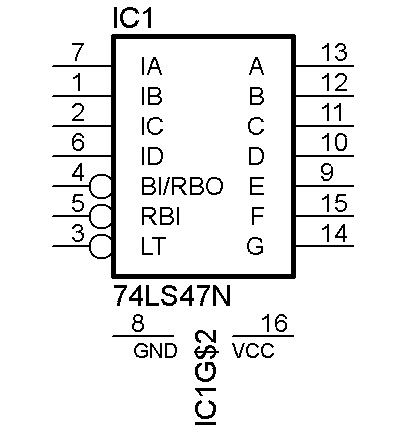 IC1
7 IA A 13
1 IB B 12
2 IC C 11
6 ID D 10
4 BI/RBO E 9
5 RBI F 15
3 LT G 14
74LS47N
8 16
GND VCC
IC1G$2